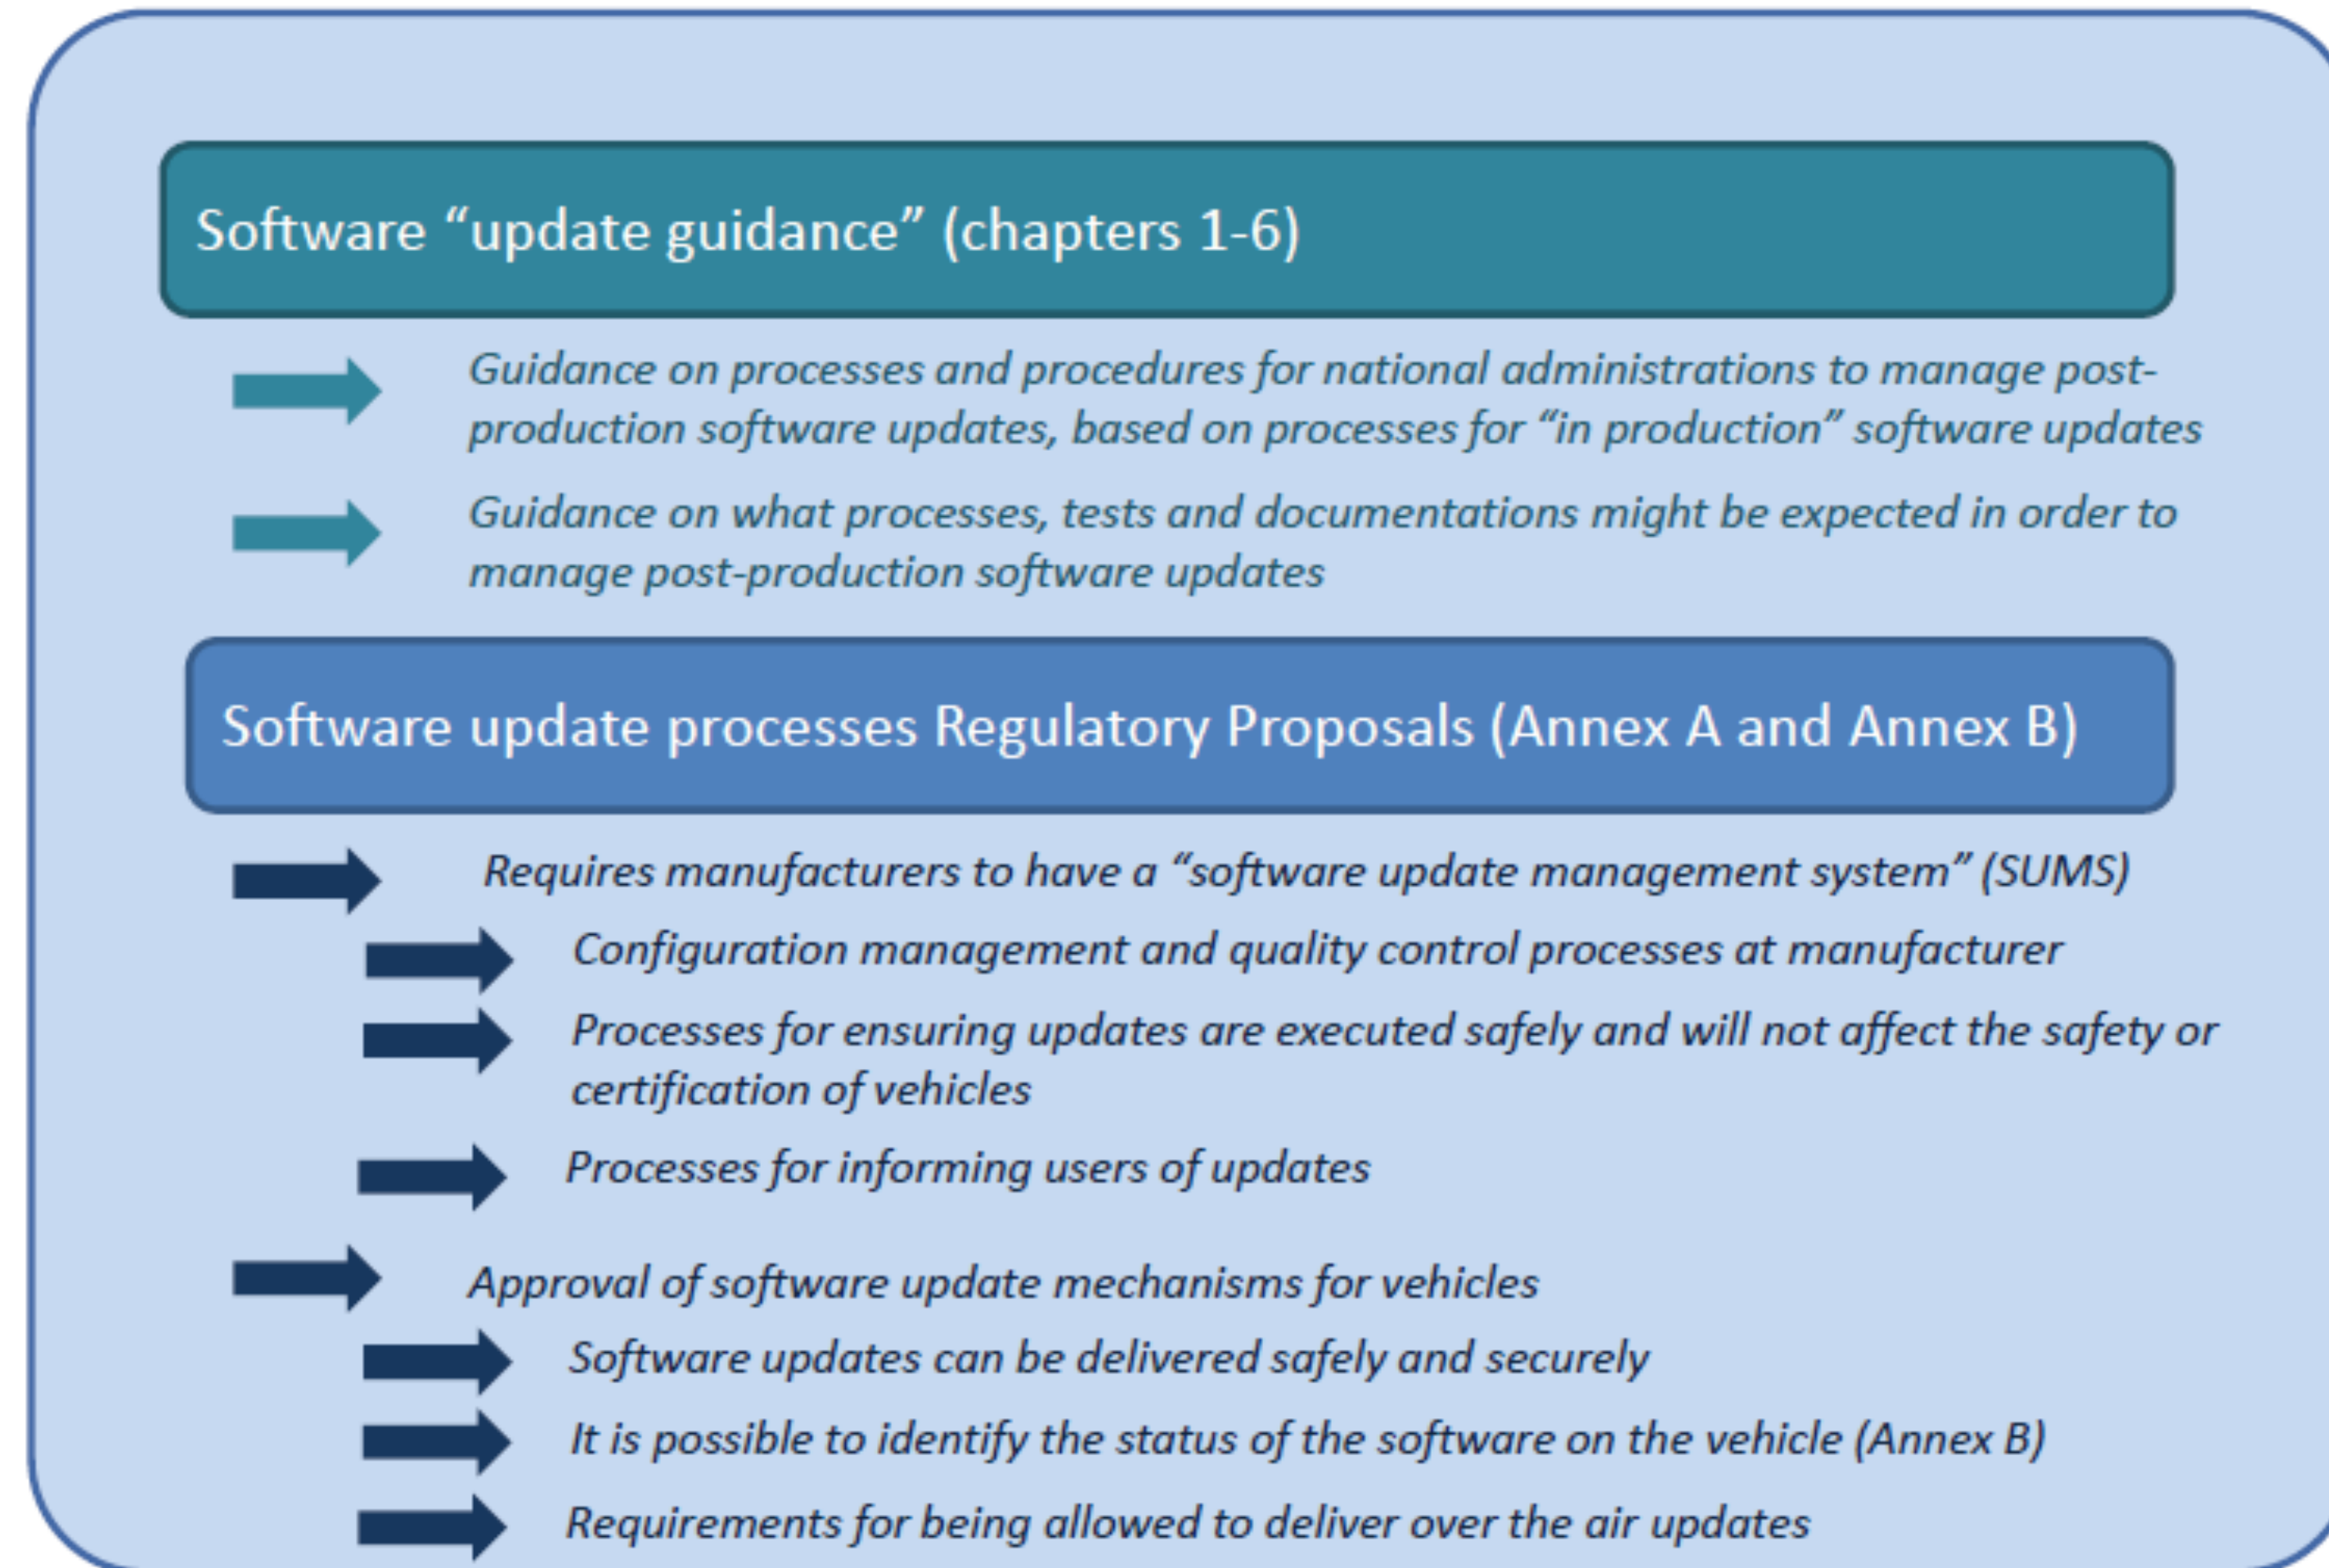 Software “update guidance” (chapters 1-6)
Guidance on processes and procedures for national administrations to manage post-
production software updates, based on processes for “in production” software updates
Guidance on what processes, tests and documentations might be expected in order to
manage post-production software updates
Software update processes Regulatory Proposals (Annex A and Annex B)
Requires manufacturers to have a “software update management system” (SUMS)
Configuration management and quality control processes at manufacturer
Processes for ensuring updates are executed safely and will not affect the safety or
certification of vehicles
Processes for informing users of updates
Approval of software update mechanisms for vehicles
Software updates can be delivered safely and securely
It is possible to identify the status of the software on the vehicle (Annex B)
Requirements for being allowed to deliver over the air updates